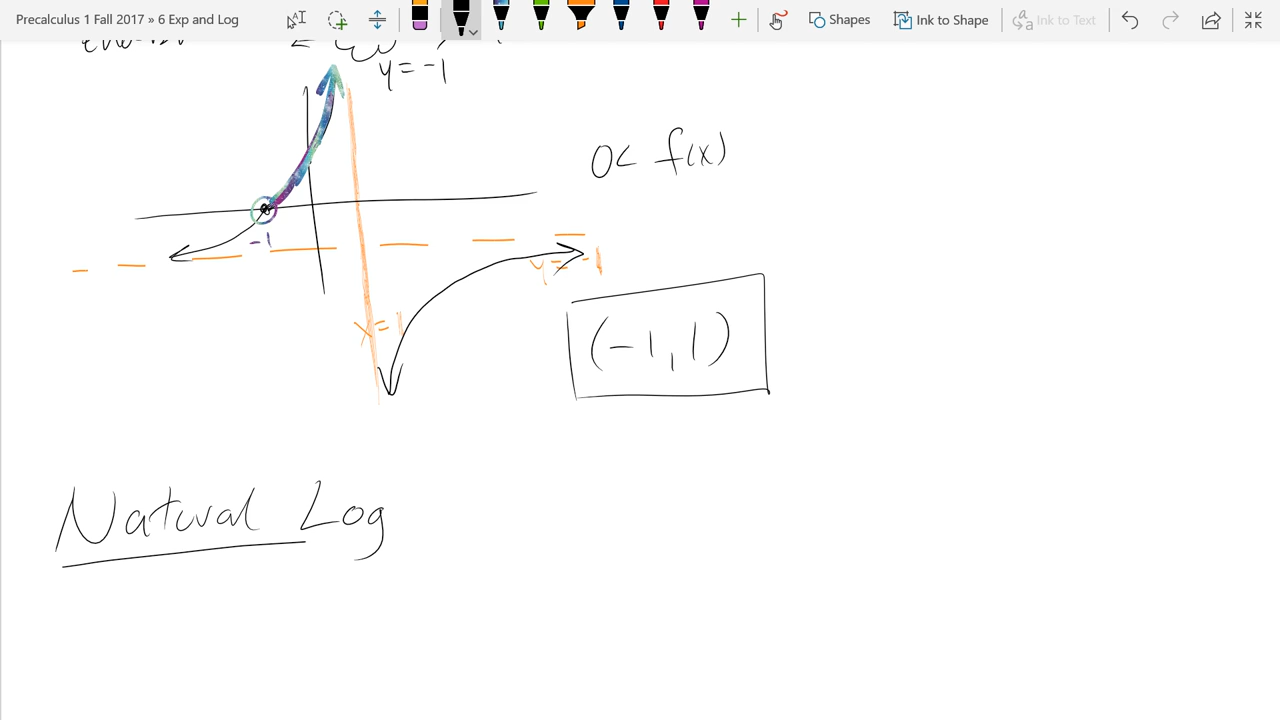 Precalculus 1 Fall 2017 » 6 Exp and Log
Shapes
Ink to Shape
Ink to Text
y = -1
0< f(x)
-1
y = -1
x = 1
(-1, 1)
Natural Log